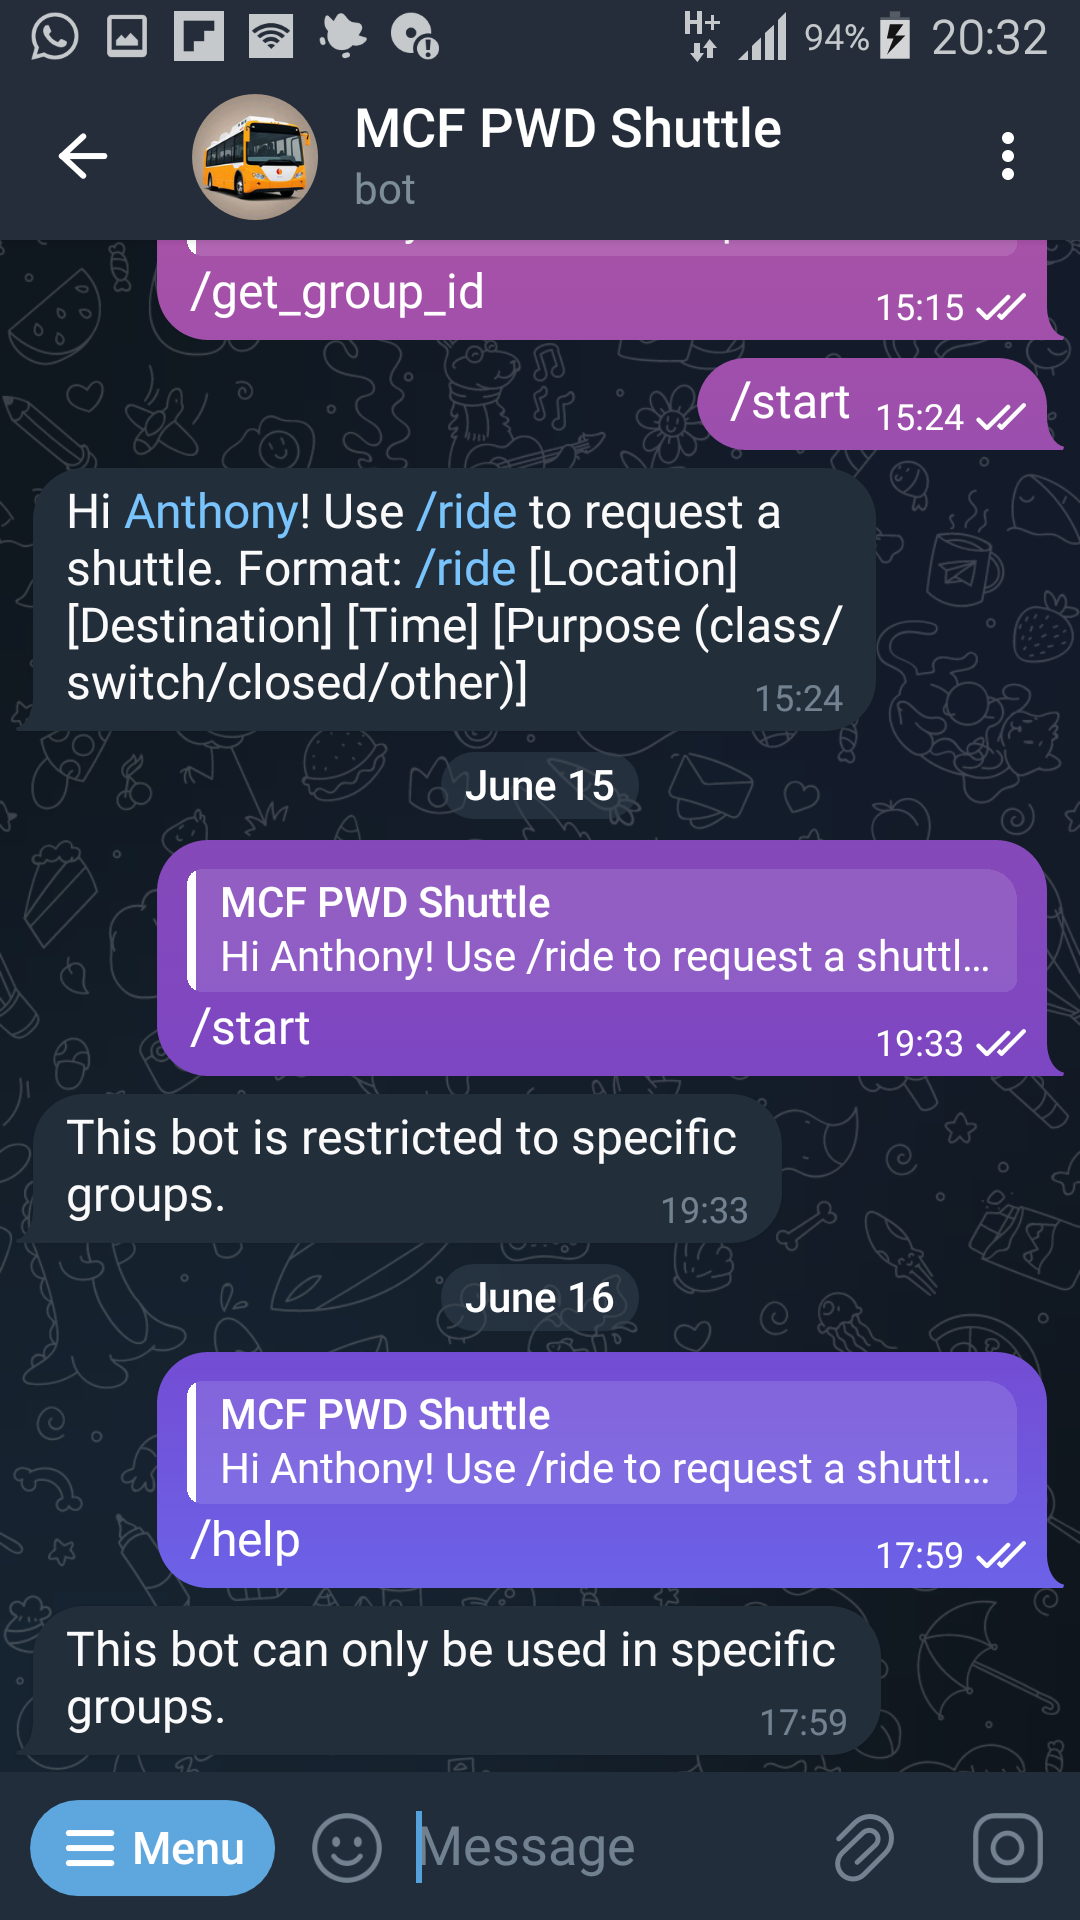 H+
94%
20:32
MCF PWD Shuttle
bot
/get_group_id
15:15
/start
15:24
Hi Anthony! Use /ride to request a
shuttle. Format: /ride [Location]
[Destination] [Time] [Purpose (class/
switch/closed/other)]
15:24
June 15
MCF PWD Shuttle
Hi Anthony! Use /ride to request a shuttl...
/start
19:33
This bot is restricted to specific
groups.
19:33
June 16
MCF PWD Shuttle
Hi Anthony! Use /ride to request a shuttl...
/help
17:59
This bot can only be used in specific
groups.
17:59
Menu
Message